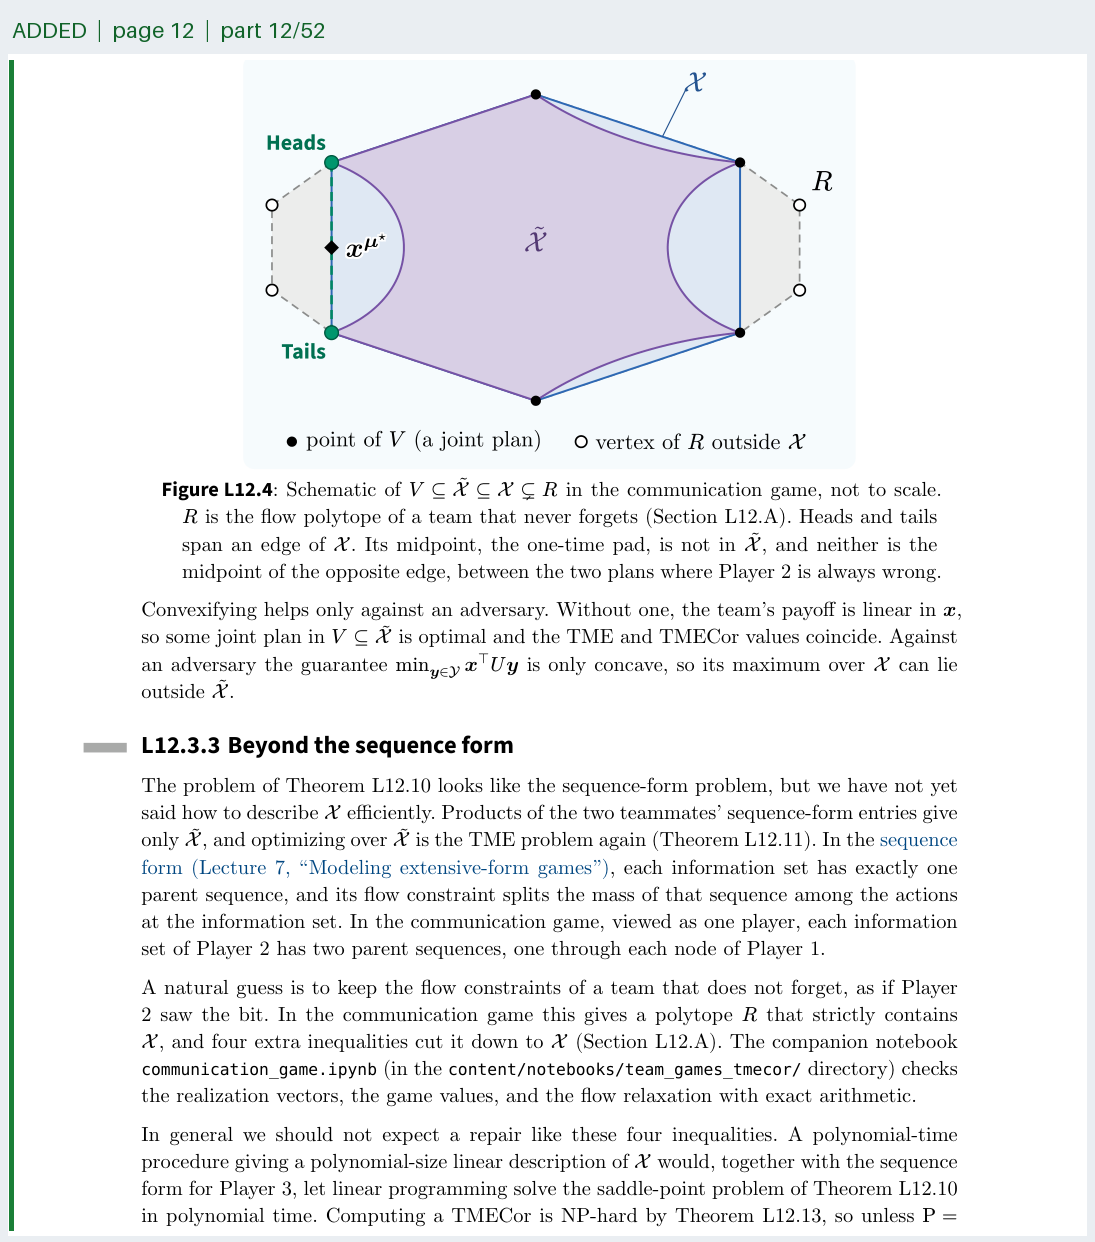 ADDED | page 12 | part 12/52
𝒳
Heads
R
𝒳̃
x^{μ⋆}
Tails
● point of V (a joint plan) ○ vertex of R outside 𝒳
Figure L12.4: Schematic of V ⊆ 𝒳̃ ⊆ 𝒳 ⊊ R in the communication game, not to scale.
R is the flow polytope of a team that never forgets (Section L12.A). Heads and tails
span an edge of 𝒳. Its midpoint, the one-time pad, is not in 𝒳̃, and neither is the
midpoint of the opposite edge, between the two plans where Player 2 is always wrong.
Convexifying helps only against an adversary. Without one, the team's payoff is linear in x,
so some joint plan in V ⊆ 𝒳̃ is optimal and the TME and TMECor values coincide. Against
an adversary the guarantee min_{y∈𝒴} x^⊤Uy is only concave, so its maximum over 𝒳 can lie
outside 𝒳̃.
L12.3.3 Beyond the sequence form
The problem of Theorem L12.10 looks like the sequence-form problem, but we have not yet
said how to describe 𝒳 efficiently. Products of the two teammates' sequence-form entries give
only 𝒳̃, and optimizing over 𝒳̃ is the TME problem again (Theorem L12.11). In the sequence
form (Lecture 7, “Modeling extensive-form games”), each information set has exactly one
parent sequence, and its flow constraint splits the mass of that sequence among the actions
at the information set. In the communication game, viewed as one player, each information
set of Player 2 has two parent sequences, one through each node of Player 1.
A natural guess is to keep the flow constraints of a team that does not forget, as if Player
2 saw the bit. In the communication game this gives a polytope R that strictly contains
𝒳, and four extra inequalities cut it down to 𝒳 (Section L12.A). The companion notebook
communication_game.ipynb (in the content/notebooks/team_games_tmecor/ directory) checks
the realization vectors, the game values, and the flow relaxation with exact arithmetic.
In general we should not expect a repair like these four inequalities. A polynomial-time
procedure giving a polynomial-size linear description of 𝒳 would, together with the sequence
form for Player 3, let linear programming solve the saddle-point problem of Theorem L12.10
in polynomial time. Computing a TMECor is NP-hard by Theorem L12.13, so unless P =